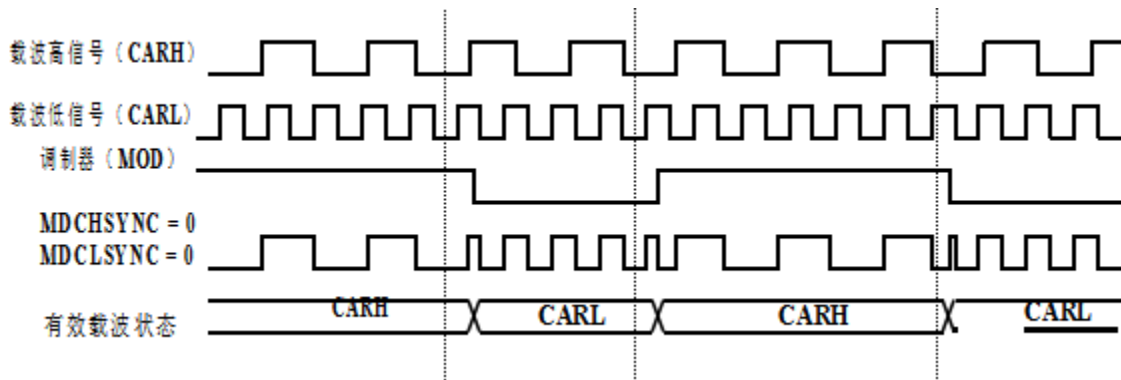 载波高信号（CARH）
载波低信号（CARL）
调制器（MOD）
MDCHSYNC = 0
MDCLSYNC = 0
有效载波状态
CARH
CARL
CARH
CARL